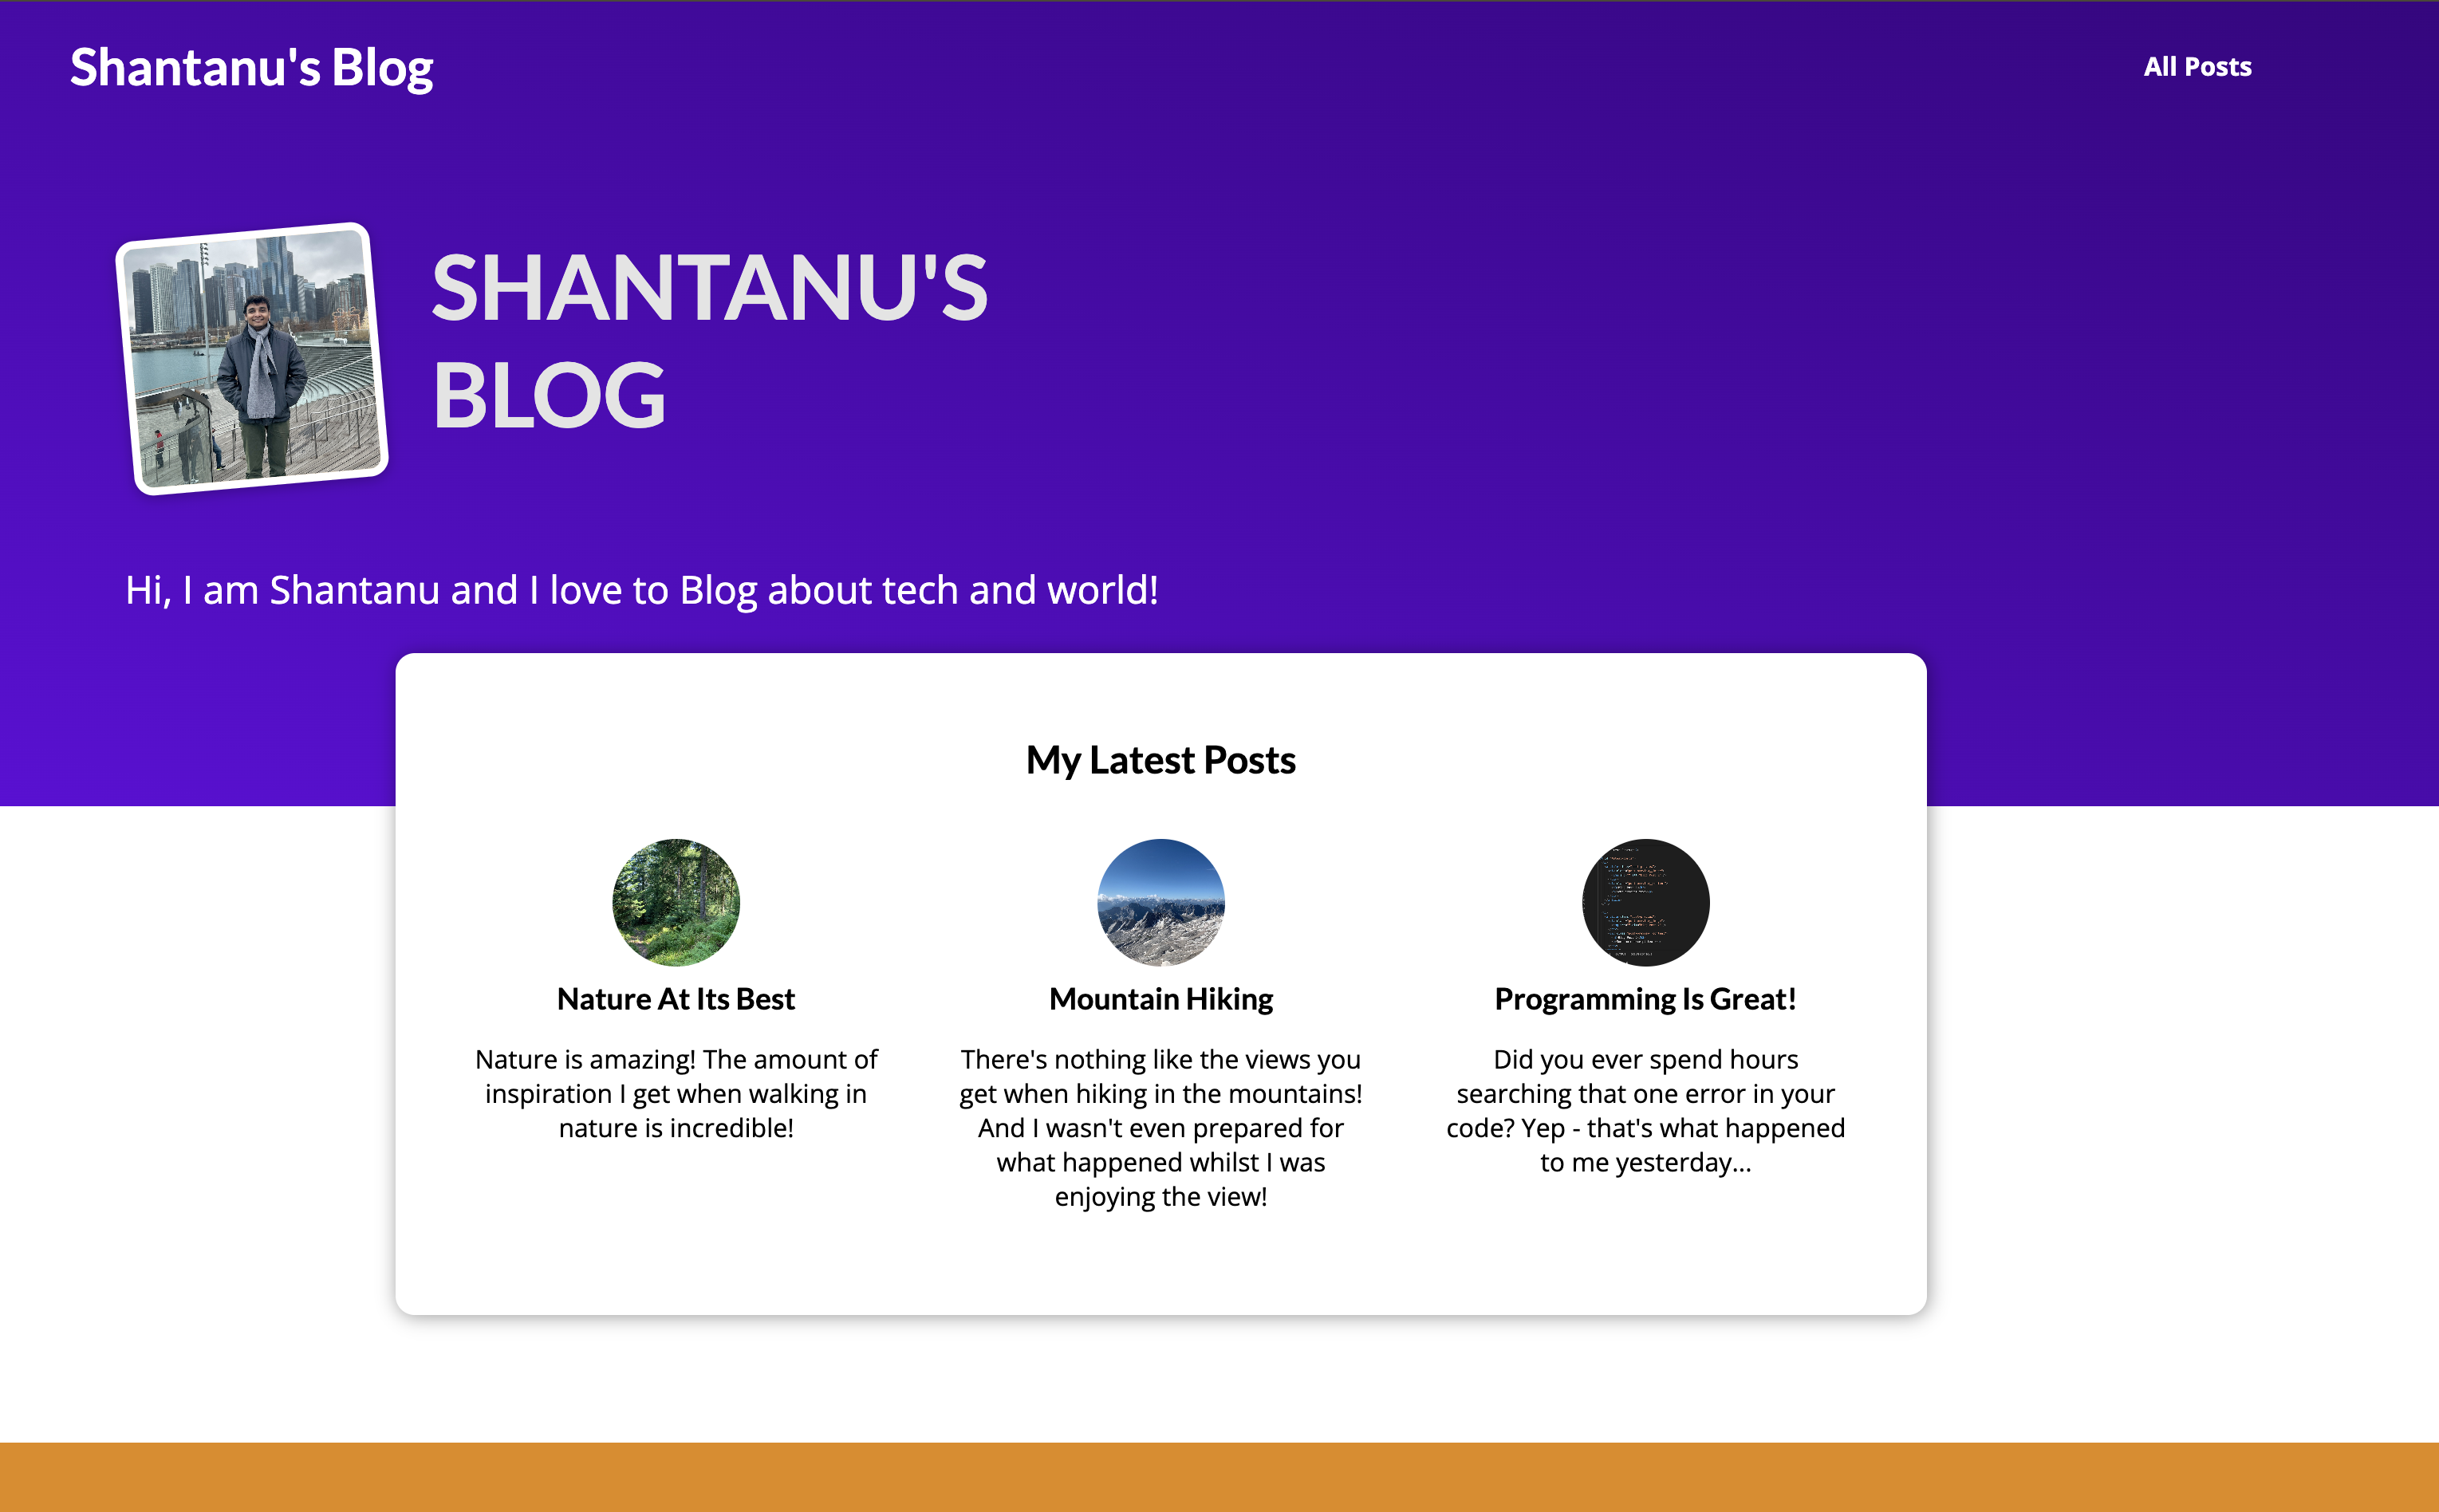 Shantanu's Blog
All Posts
SHANTANU'S
BLOG
Hi, I am Shantanu and I love to Blog about tech and world!
My Latest Posts
Nature At Its Best
Nature is amazing! The amount of
inspiration I get when walking in
nature is incredible!
Mountain Hiking
There's nothing like the views you
get when hiking in the mountains!
And I wasn't even prepared for
what happened whilst I was
enjoying the view!
Programming Is Great!
Did you ever spend hours
searching that one error in your
code? Yep - that's what happened
to me yesterday...